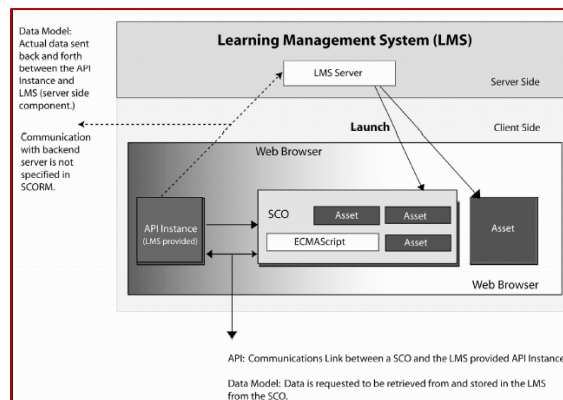 Data Model:
Actual data sent
back and forth
between the API
Instance and
LMS (server side
component.)
Communication
with backend
server is not
specified in
SCORM.
Learning Management System (LMS)
LMS Server
Server Side
Launch
Client Side
Web Browser
API Instance
(LMS provided)
SCO
Asset
Asset
ECMAScript
Asset
Asset
Web Browser
API: Communications Link between a SCO and the LMS provided API Instance
Data Model: Data is requested to be retrieved from and stored in the LMS
from the SCO.